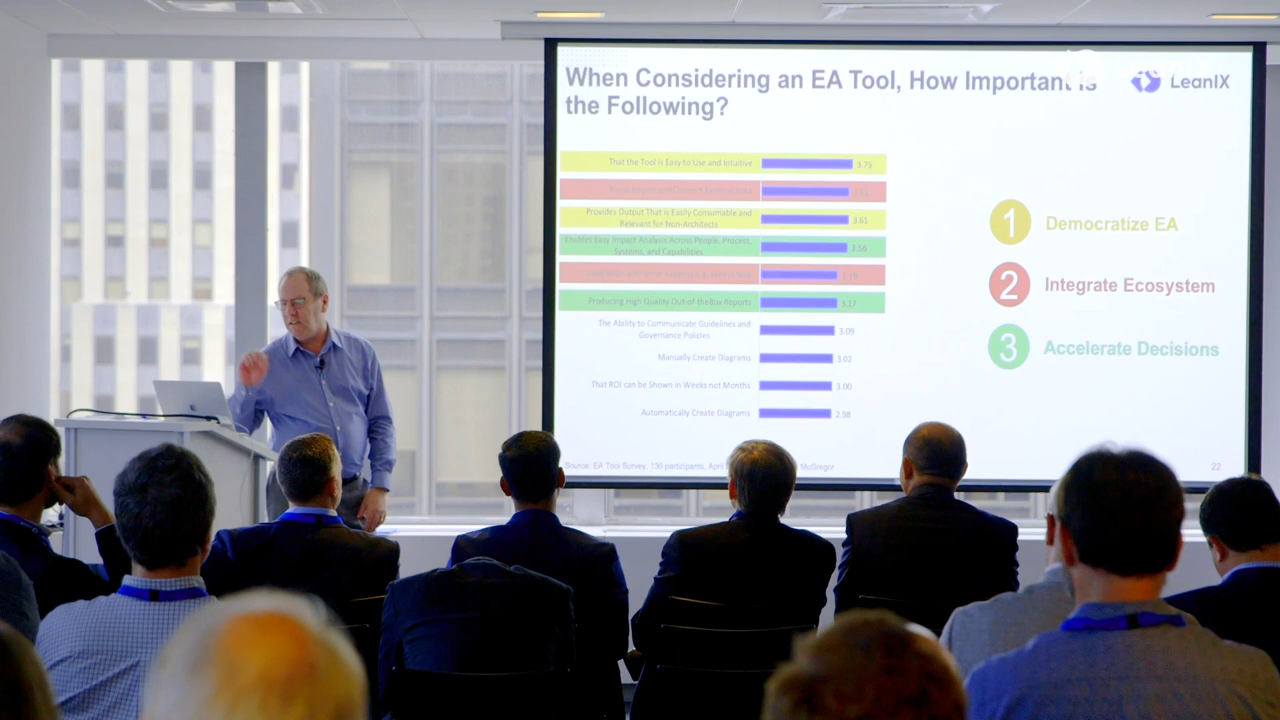 When Considering an EA Tool, How Important is
the Following?
LeanIX
That the Tool is Easy to Use and Intuitive 3.75
Provides Output That is Easily Consumable and
Relevant for Non-Architects 3.61
Enables Easy Impact Analysis Across People, Process,
Systems, and Capabilities 3.56
Producing High Quality Out-of-the-Box Reports 3.17
The Ability to Communicate Guidelines and
Governance Policies 3.09
Manually Create Diagrams 3.02
That ROI can be Shown in Weeks not Months 3.00
Automatically Create Diagrams 2.98
1 Democratize EA
2 Integrate Ecosystem
3 Accelerate Decisions
Source: EA Tool Survey, 130 participants, April McGregor
22